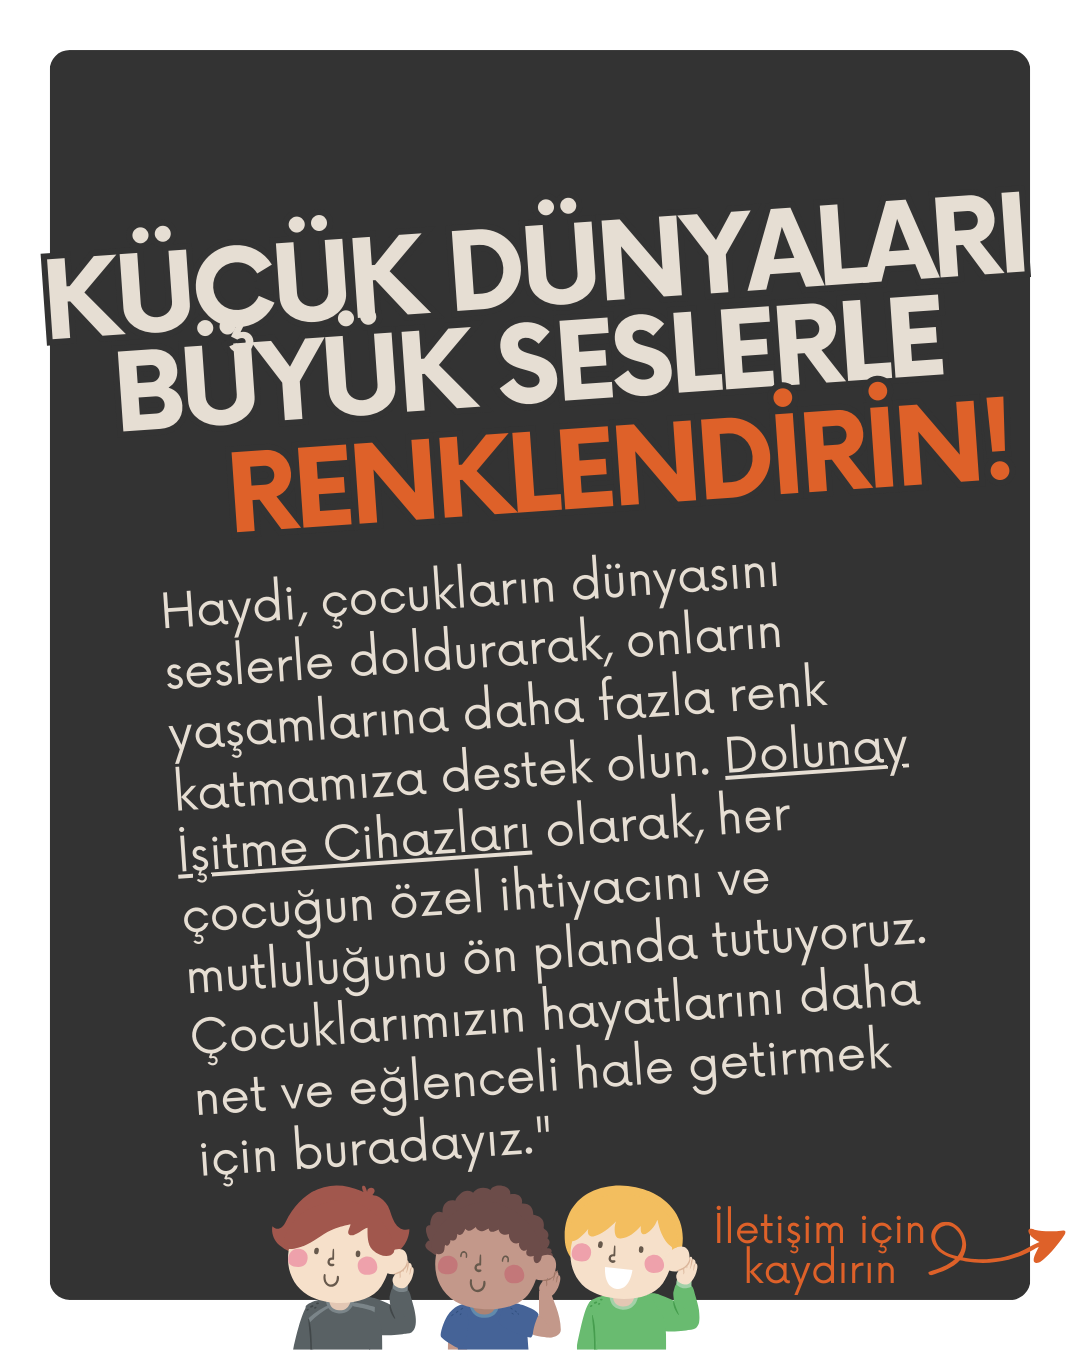 KÜÇÜK DÜNYALARI
BÜYÜK SESLERLE
RENKLENDİRİN!
Haydi, çocukların dünyasını
seslerle doldurarak, onların
yaşamlarına daha fazla renk
katmamıza destek olun. Dolunay
İşitme Cihazları olarak, her
çocuğun özel ihtiyacını ve
mutluluğunu ön planda tutuyoruz.
Çocuklarımızın hayatlarını daha
net ve eğlenceli hale getirmek
için buradayız."
İletişim için
kaydırın